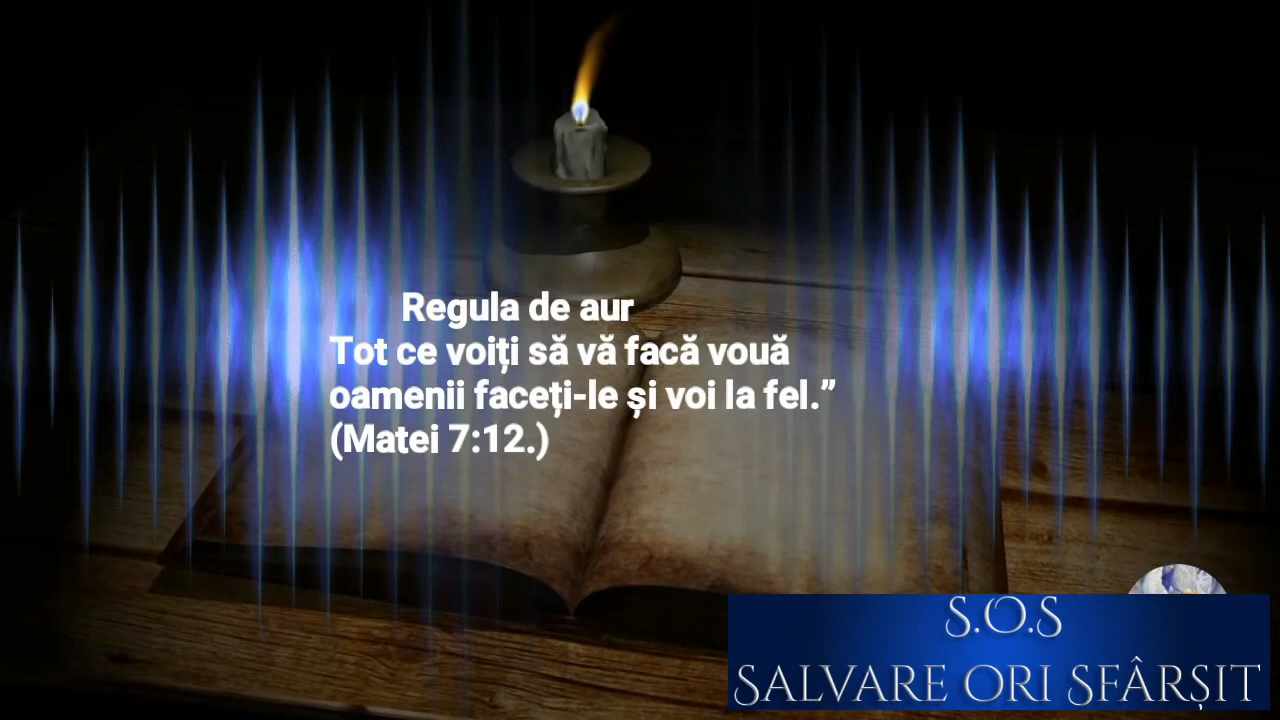 Regula de aur
Tot ce voiți să vă facă vouă
oamenii faceți-le și voi la fel.”
(Matei 7:12.)
S.O.S
SALVARE ORI SFÂRȘIT